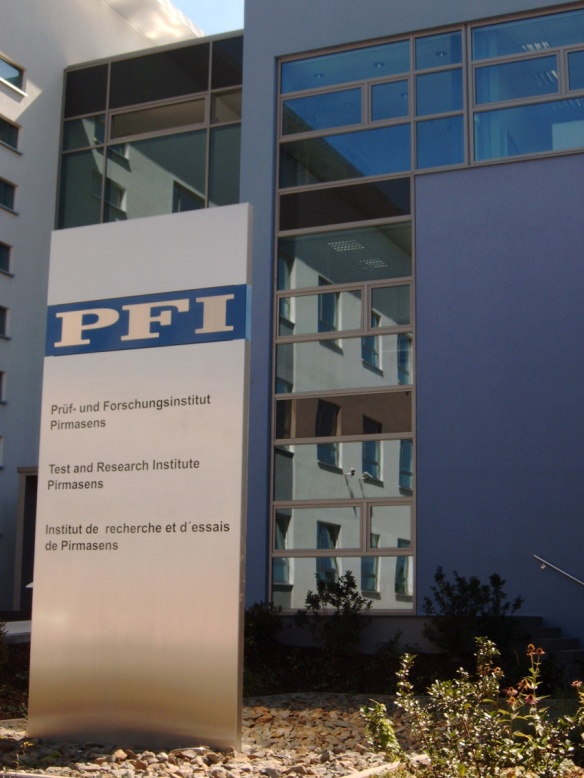 PFI
Prüf- und Forschungsinstitut
Pirmasens
Test and Research Institute
Pirmasens
Institut de recherche et d´essais
de Pirmasens